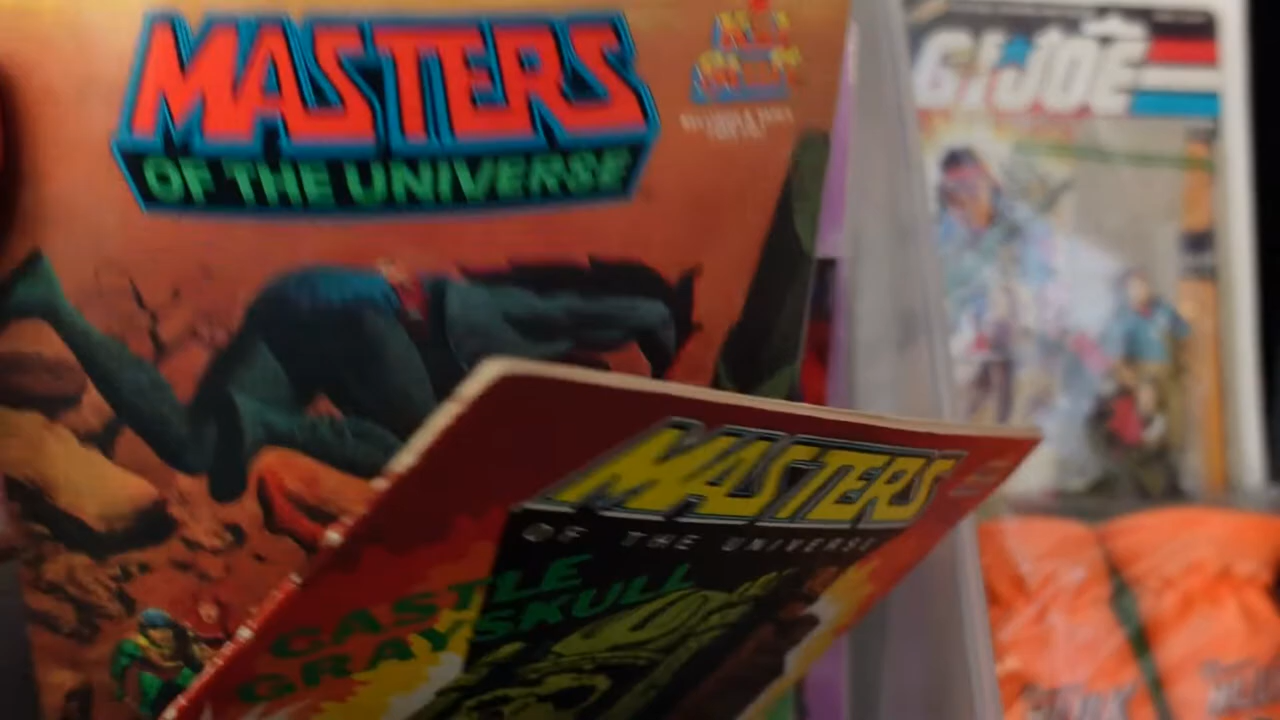 MASTERS
OF THE UNIVERSE
G.I. JOE
MASTERS
OF THE UNIVERSE
CASTLE
GRAYSKULL